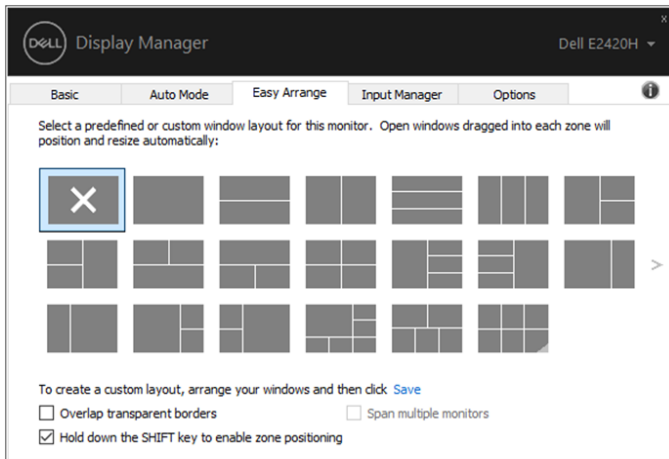 x
DELL Display Manager
Dell E2420H
Basic Auto Mode Easy Arrange Input Manager Options
Select a predefined or custom window layout for this monitor. Open windows dragged into each zone will
position and resize automatically:
To create a custom layout, arrange your windows and then click Save
Overlap transparent borders Span multiple monitors
Hold down the SHIFT key to enable zone positioning